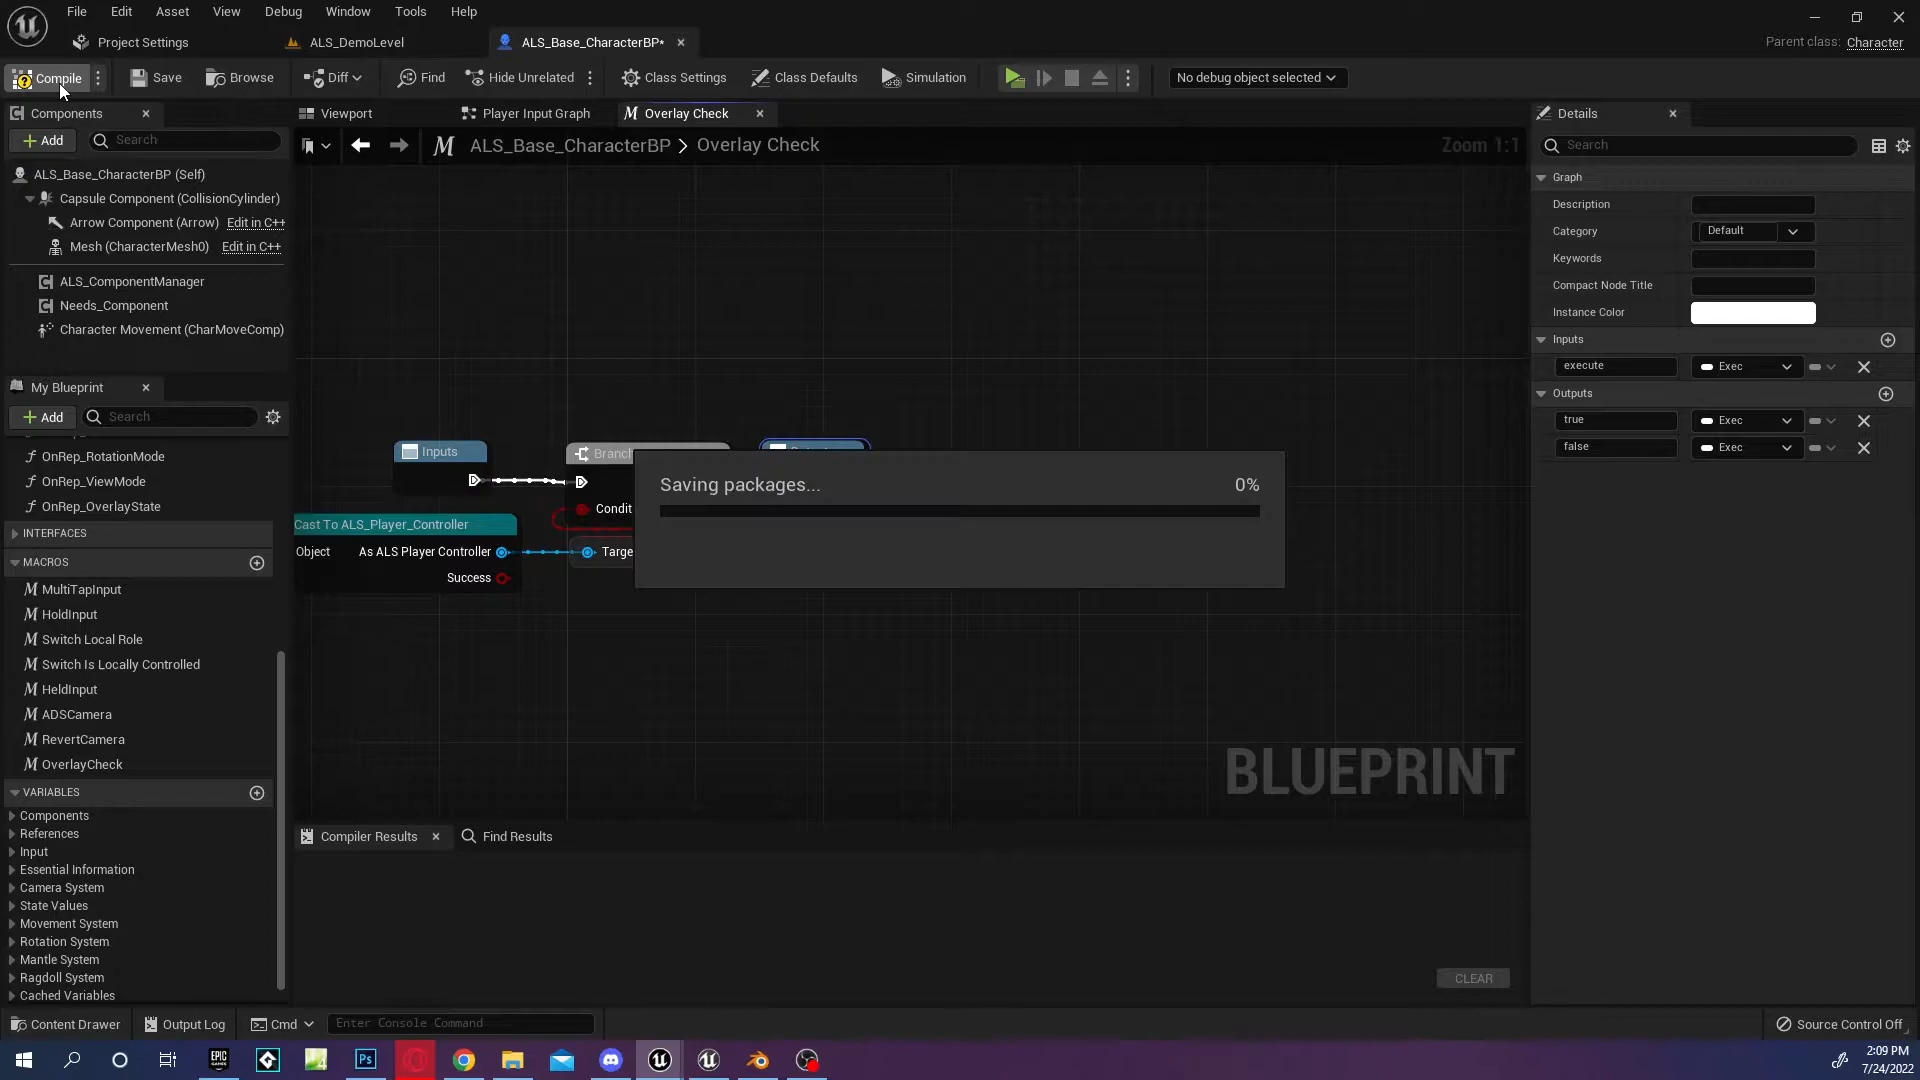 File Edit Asset View Debug Window Tools Help
Project Settings ALS_DemoLevel ALS_Base_CharacterBP*
Parent class: Character
Compile Save Browse Diff Find Hide Unrelated Class Settings Class Defaults Simulation No debug object selected
Components
Add Search
ALS_Base_CharacterBP (Self)
Capsule Component (CollisionCylinder)
Arrow Component (Arrow) Edit in C++
Mesh (CharacterMesh0) Edit in C++
ALS_ComponentManager
Needs_Component
Character Movement (CharMoveComp)
My Blueprint
Add Search
OnRep_RotationMode
OnRep_ViewMode
OnRep_OverlayState
INTERFACES
MACROS
MultiTapInput
HoldInput
Switch Local Role
Switch Is Locally Controlled
HeldInput
ADSCamera
RevertCamera
OverlayCheck
VARIABLES
Components
References
Input
Essential Information
Camera System
State Values
Movement System
Rotation System
Mantle System
Ragdoll System
Cached Variables
Viewport Player Input Graph Overlay Check
ALS_Base_CharacterBP > Overlay Check Zoom 1:1
Inputs
Branch
Condit
Cast To ALS_Player_Controller
Object As ALS Player Controller
Success
Targe
Saving packages... 0%
BLUEPRINT
Compiler Results Find Results
CLEAR
Details
Search
Graph
Description
Category Default
Keywords
Compact Node Title
Instance Color
Inputs
execute Exec
Outputs
true Exec
false Exec
Content Drawer Output Log Cmd Enter Console Command Source Control Off
EPIC GAMES
Ps
2:09 PM
7/24/2022